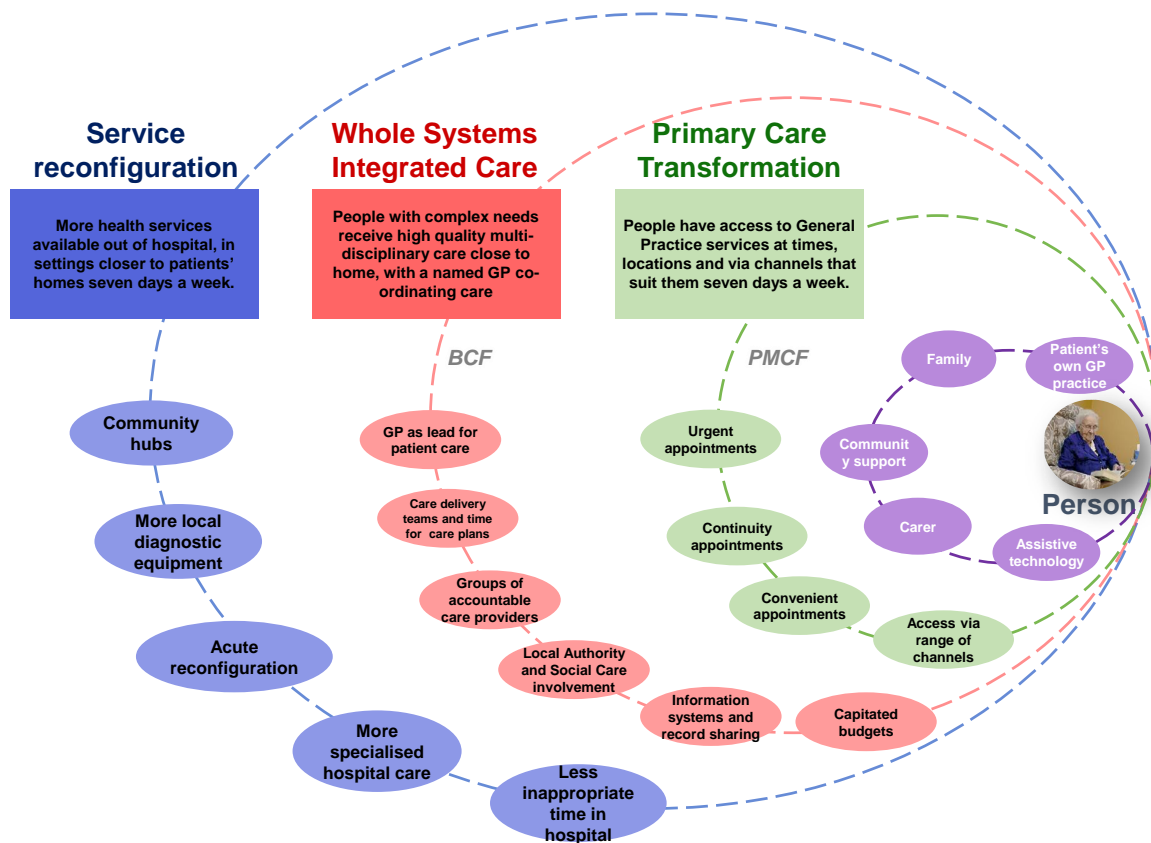 Service
reconfiguration
More health services
available out of hospital, in
settings closer to patients’
homes seven days a week.
Community
hubs
More local
diagnostic
equipment
Acute
reconfiguration
More
specialised
hospital care
Less
inappropriate
time in
hospital
Whole Systems
Integrated Care
People with complex needs
receive high quality multi-
disciplinary care close to
home, with a named GP co-
ordinating care
BCF
GP as lead for
patient care
Care delivery
teams and time
for care plans
Groups of
accountable
care providers
Local Authority
and Social Care
involvement
Information
systems and
record sharing
Capitated
budgets
Primary Care
Transformation
People have access to General
Practice services at times,
locations and via channels that
suit them seven days a week.
PMCF
Urgent
appointments
Continuity
appointments
Convenient
appointments
Access via
range of
channels
Family
Patient’s
own GP
practice
Communit
y support
Carer
Assistive
technology
Person